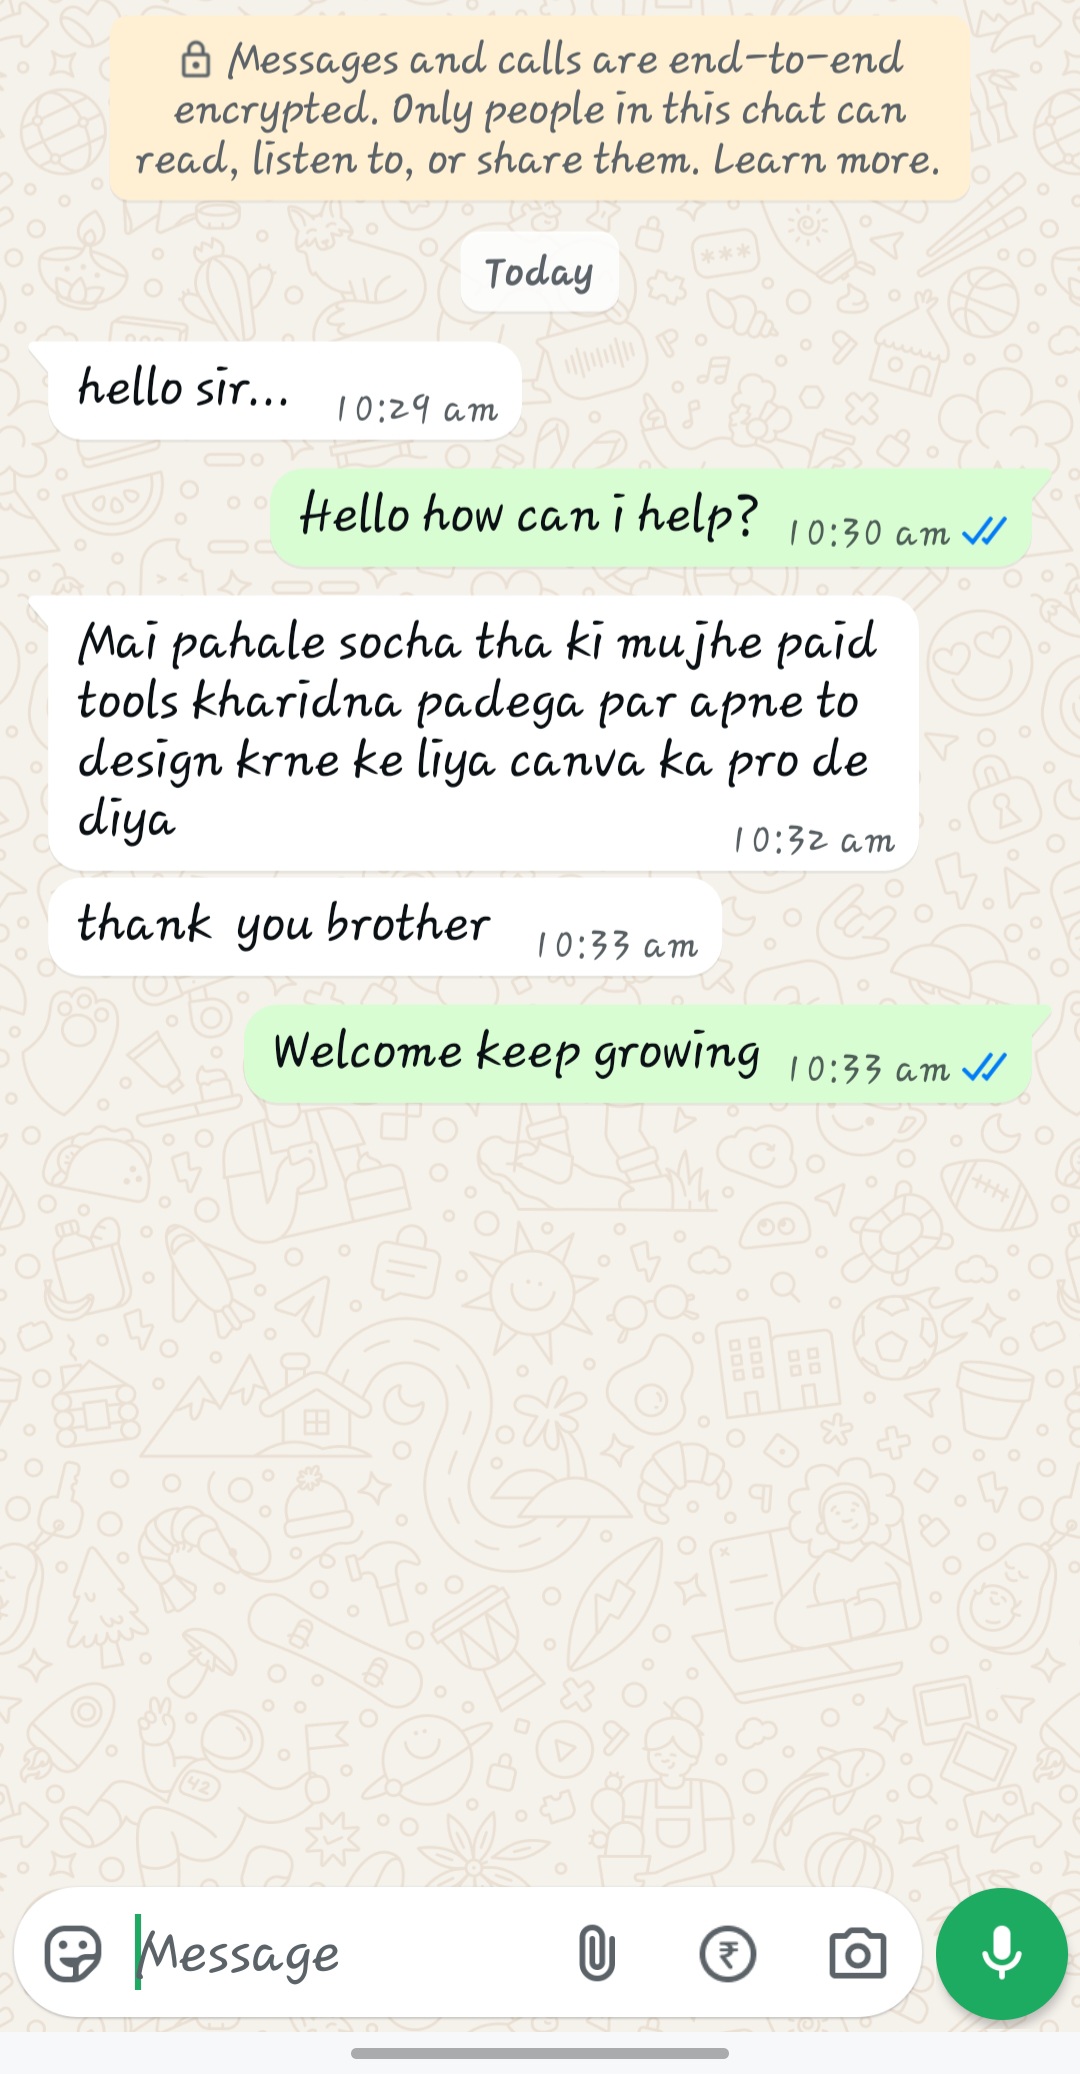 Messages and calls are end-to-end
encrypted. Only people in this chat can
read, listen to, or share them. Learn more.
Today
hello sir...
10:29 am
Hello how can i help?
10:30 am
Mai pahale socha tha ki mujhe paid
tools kharidna padega par apne to
design krne ke liya canva ka pro de
diya
10:32 am
thank  you brother
10:33 am
Welcome keep growing
10:33 am
Message